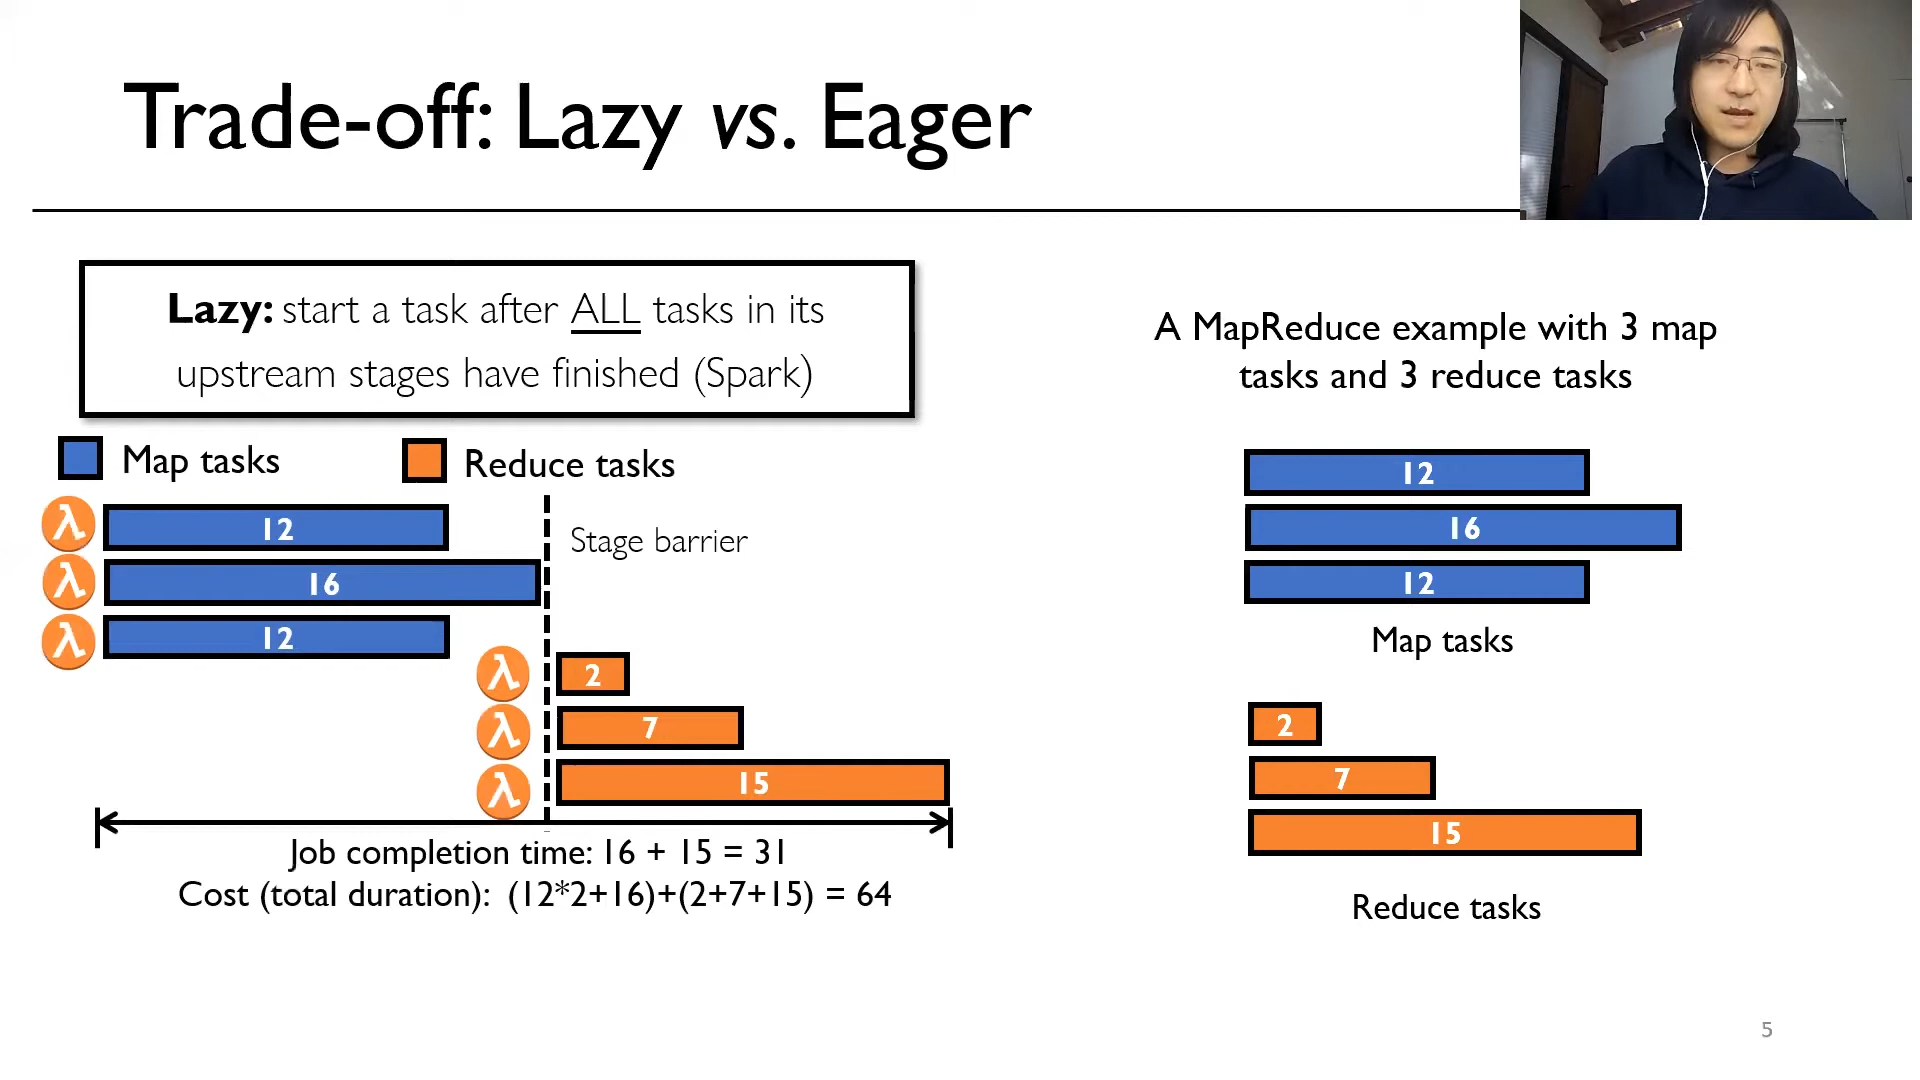 Trade-off: Lazy vs. Eager
Lazy: start a task after ALL tasks in its
upstream stages have finished (Spark)
Map tasks
Reduce tasks
λ 12
λ 16
λ 12
Stage barrier
λ 2
λ 7
λ 15
Job completion time: 16 + 15 = 31
Cost (total duration): (12*2+16)+(2+7+15) = 64
A MapReduce example with 3 map
tasks and 3 reduce tasks
12
16
12
Map tasks
2
7
15
Reduce tasks
5